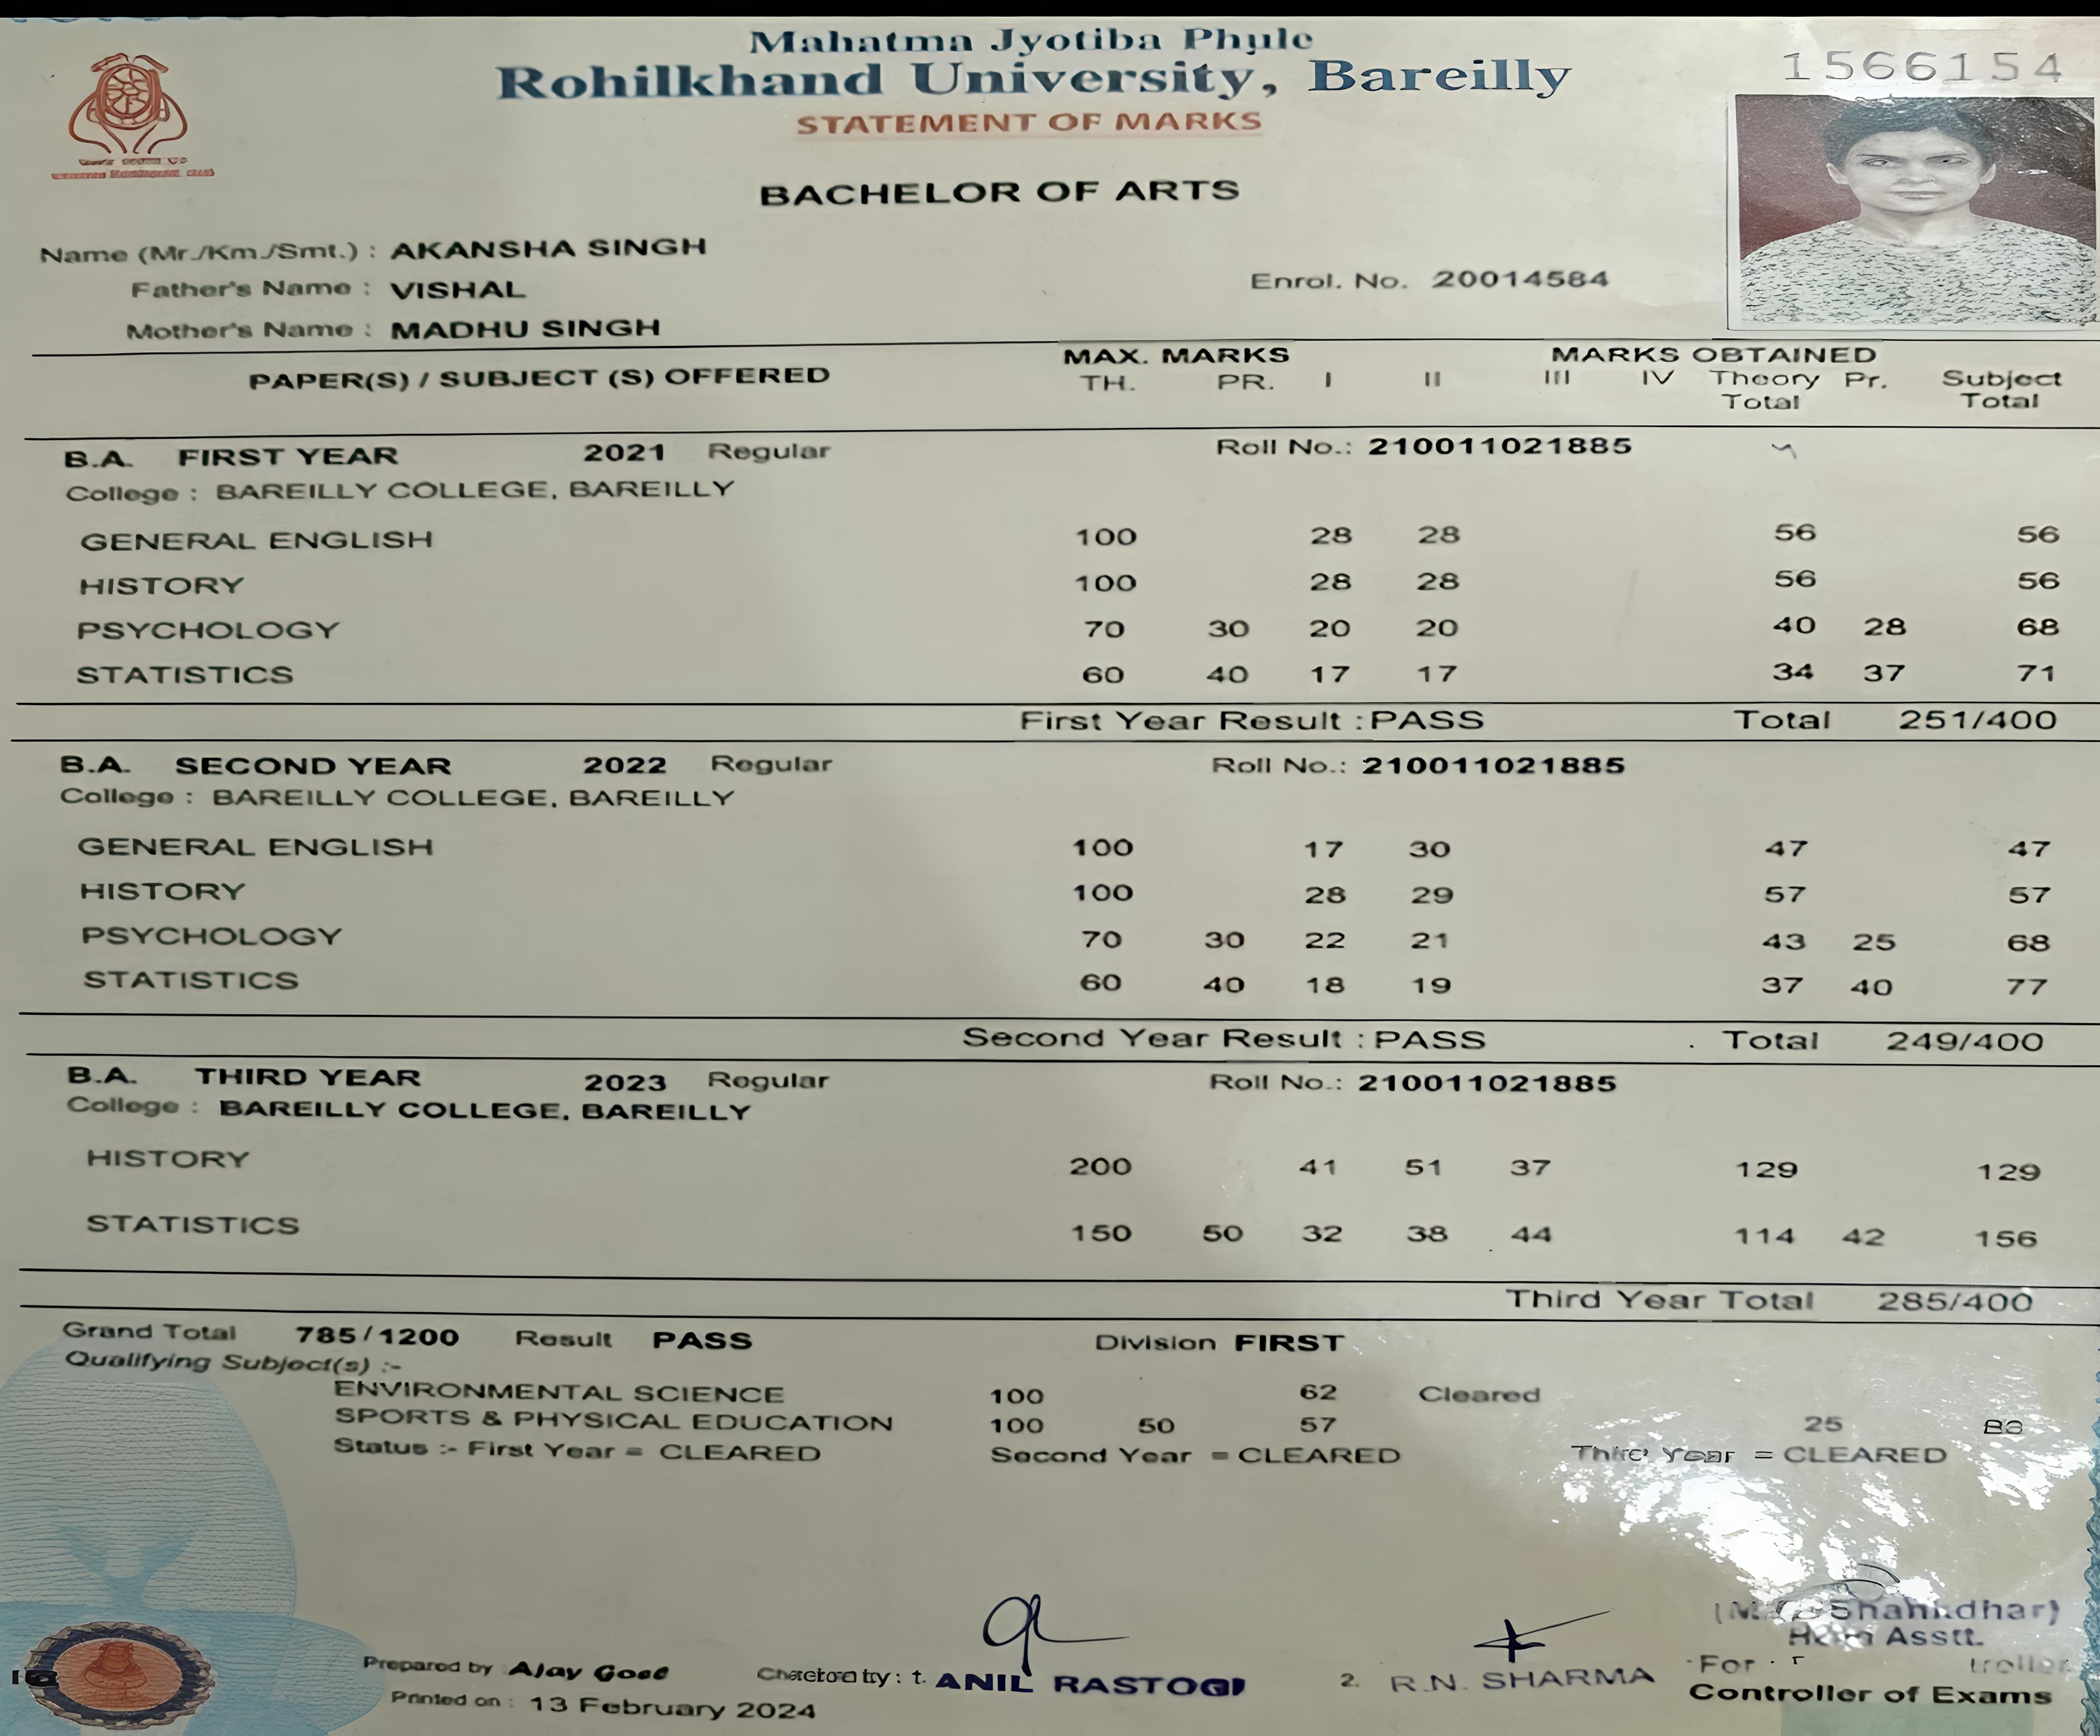 Mahatma Jyotiba Phule
Rohilkhand University, Bareilly
1566154
STATEMENT OF MARKS
BACHELOR OF ARTS
Name (Mr./Km./Smt.) : AKANSHA SINGH
Father's Name : VISHAL
Enrol. No. 20014584
Mother's Name : MADHU SINGH
PAPER(S) / SUBJECT (S) OFFERED MAX. MARKS MARKS OBTAINED
TH. PR. I II III IV Theory Total Pr. Subject Total
B.A. FIRST YEAR 2021 Regular Roll No.: 210011021885
College : BAREILLY COLLEGE, BAREILLY
GENERAL ENGLISH 100 28 28 56 56
HISTORY 100 28 28 56 56
PSYCHOLOGY 70 30 20 20 40 28 68
STATISTICS 60 40 17 17 34 37 71
First Year Result : PASS Total 251/400
B.A. SECOND YEAR 2022 Regular Roll No.: 210011021885
College : BAREILLY COLLEGE, BAREILLY
GENERAL ENGLISH 100 17 30 47 47
HISTORY 100 28 29 57 57
PSYCHOLOGY 70 30 22 21 43 25 68
STATISTICS 60 40 18 19 37 40 77
Second Year Result : PASS Total 249/400
B.A. THIRD YEAR 2023 Regular Roll No.: 210011021885
College : BAREILLY COLLEGE, BAREILLY
HISTORY 200 41 51 37 129 129
STATISTICS 150 50 32 38 44 114 42 156
Third Year Total 285/400
Grand Total 785/1200 Result PASS Division FIRST
Qualifying Subject(s) :-
ENVIRONMENTAL SCIENCE 100 62 Cleared
SPORTS & PHYSICAL EDUCATION 100 50 57 25
Status :- First Year = CLEARED Second Year = CLEARED Third Year = CLEARED
Asstt.
Prepared by Ajay Goel
by : ANIL RASTOGI 2. R.N. SHARMA
For
Controller of Exams
Printed on : 13 February 2024